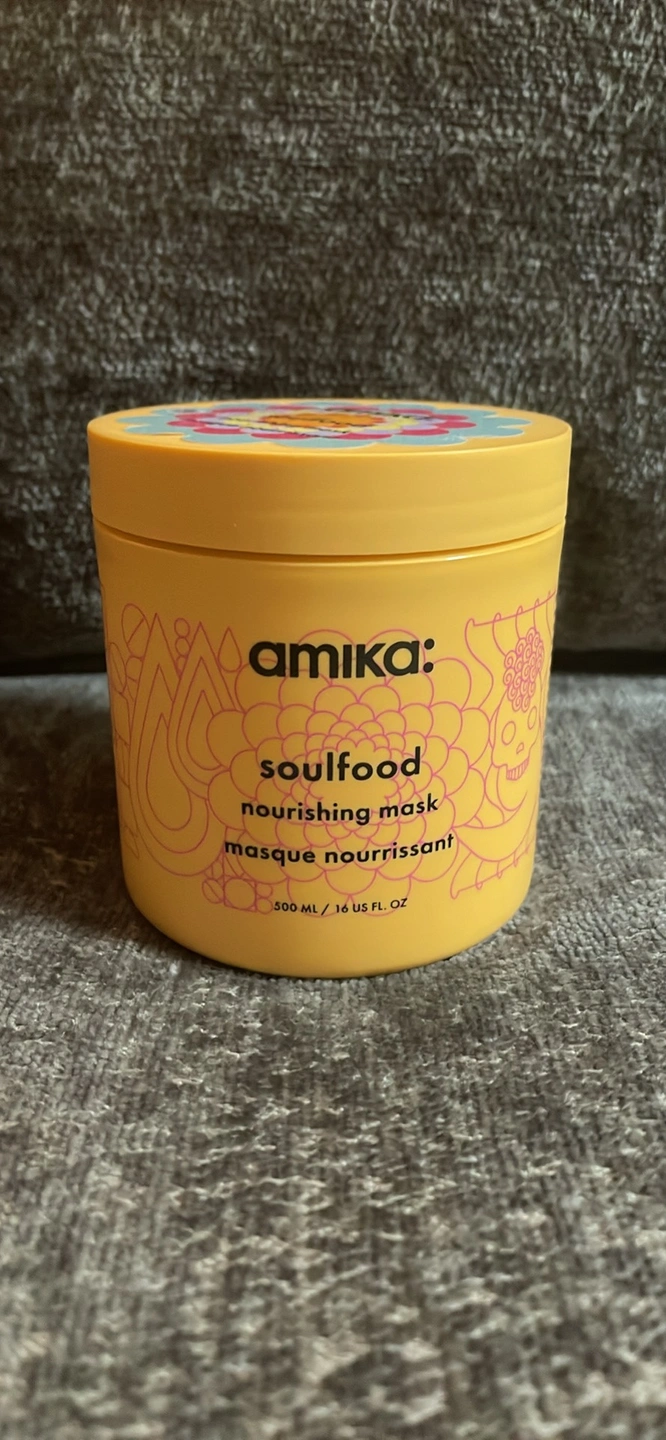 amika:
soulfood
nourishing mask
masque nourrissant
500 ML / 16 US FL. OZ